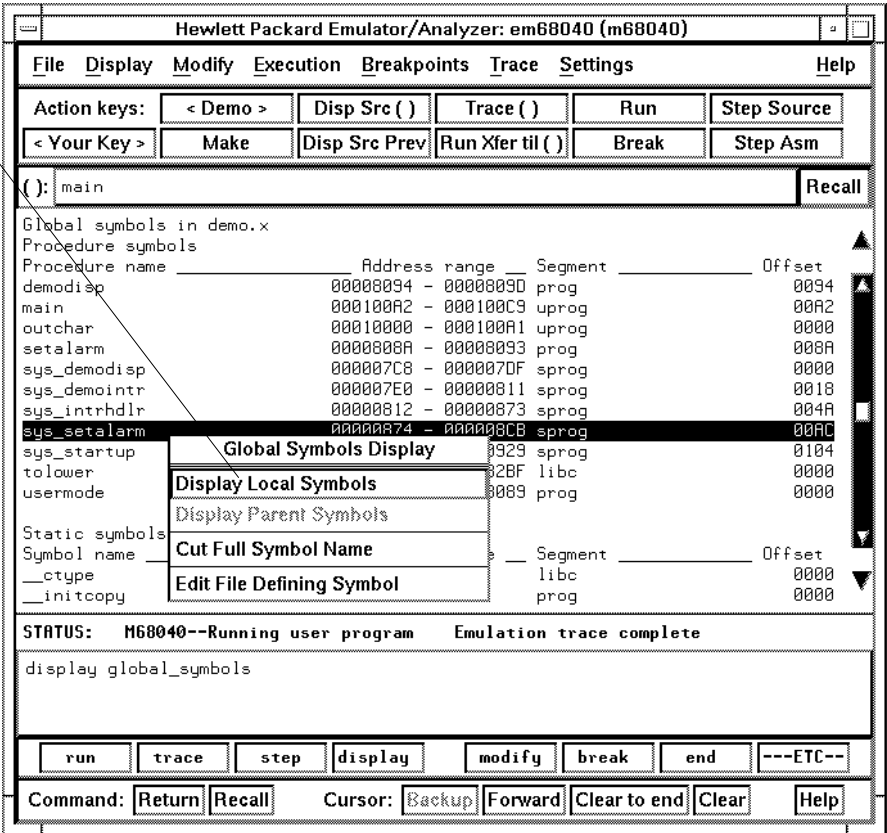 Hewlett Packard Emulator/Analyzer: em68040 (m68040)
File Display Modify Execution Breakpoints Trace Settings Help
Action keys: < Demo > Disp Src ( ) Trace ( ) Run Step Source
< Your Key > Make Disp Src Prev Run Xfer til ( ) Break Step Asm
( ): main Recall
Global symbols in demo.x
Procedure symbols
Procedure name ______________ Address range __ Segment _____________ Offset
demodisp 00008094 - 0000809D prog 0094
main 000100A2 - 000100C9 uprog 00A2
outchar 00010000 - 000100A1 uprog 0000
setalarm 0000808A - 00008093 prog 008A
sys_demodisp 000007C8 - 000007DF sprog 0000
sys_demointr 000007E0 - 00000811 sprog 0018
sys_intrhdlr 00000812 - 00000873 sprog 004A
sys_setalarm 00000874 - 000008CB sprog 00AC
sys_startup 0929 sprog 0104
tolower 82BF libc 0000
usermode 8089 prog 0000
Global Symbols Display
Display Local Symbols
Display Parent Symbols
Cut Full Symbol Name
Edit File Defining Symbol
Static symbols
Symbol name __ Segment _____________ Offset
__ctype libc 0000
__initcopy prog 0000
STATUS: M68040--Running user program Emulation trace complete
display global_symbols
run trace step display modify break end ---ETC--
Command: Return Recall Cursor: Backup Forward Clear to end Clear Help